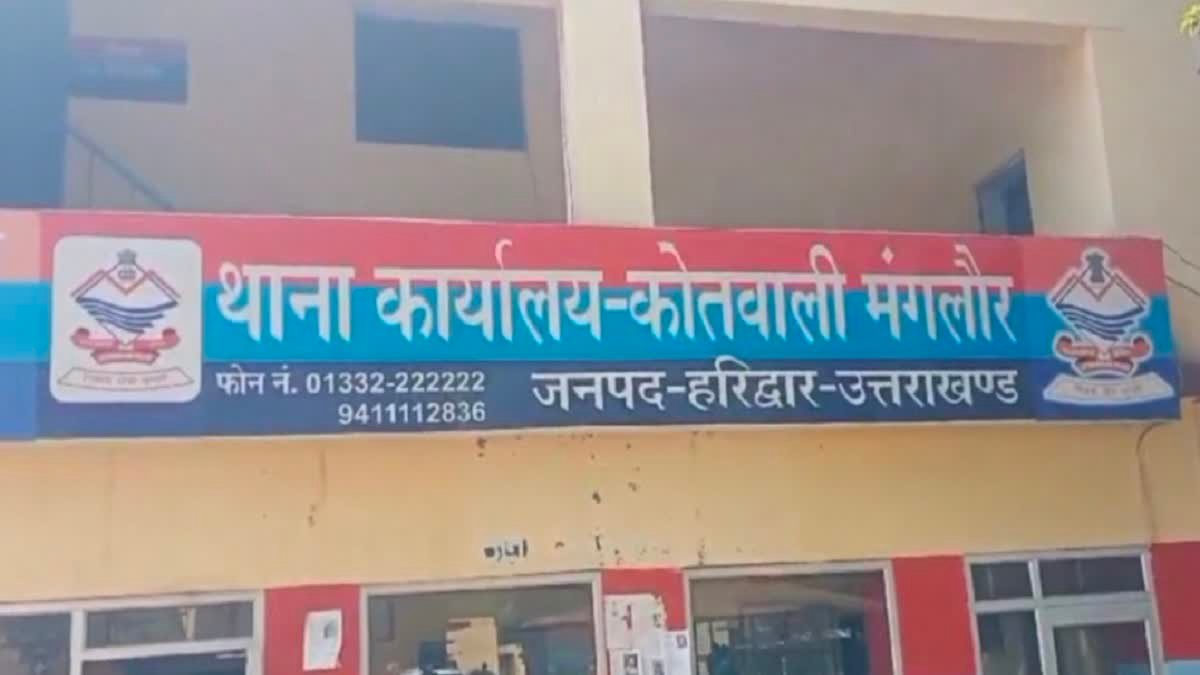 थाना कार्यालय-कोतवाली मंगलौर
फोन नं. 01332-222222
9411112836
जनपद-हरिद्वार-उत्तराखण्ड